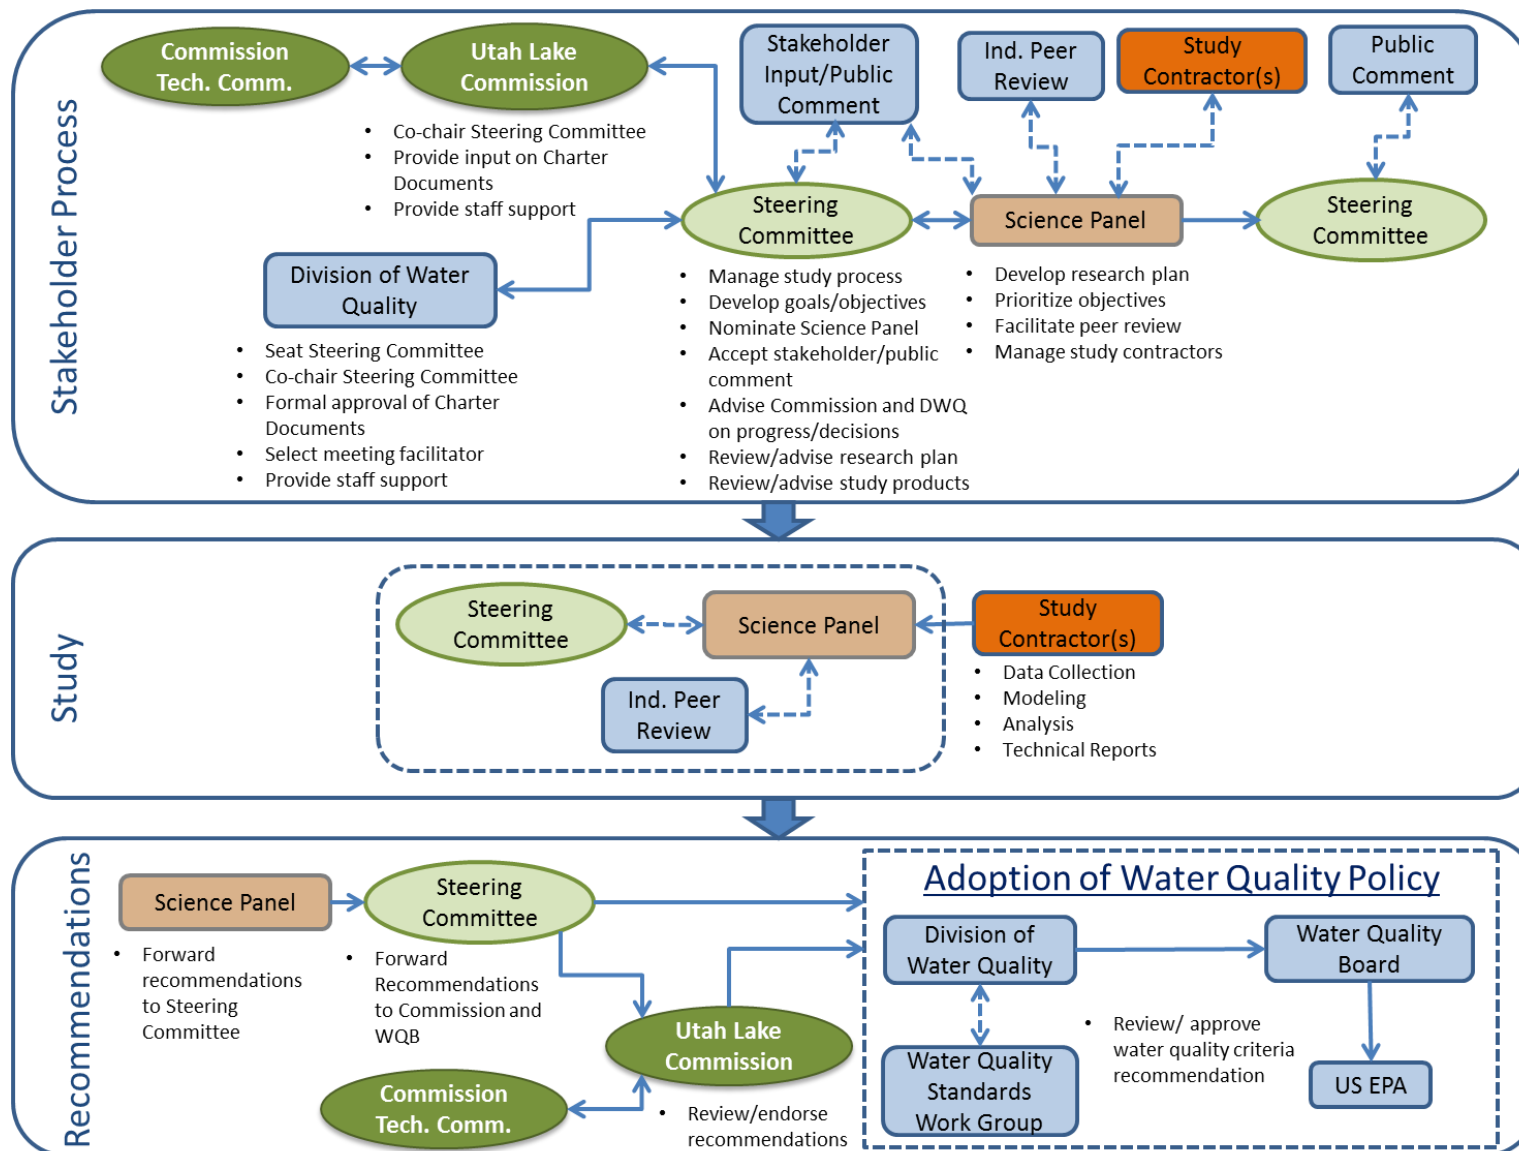 Stakeholder Process
Commission
Tech. Comm.
Utah Lake
Commission
• Co-chair Steering Committee
• Provide input on Charter
Documents
• Provide staff support
Stakeholder
Input/Public
Comment
Ind. Peer
Review
Study
Contractor(s)
Public
Comment
Division of Water
Quality
• Seat Steering Committee
• Co-chair Steering Committee
• Formal approval of Charter
Documents
• Select meeting facilitator
• Provide staff support
Steering
Committee
• Manage study process
• Develop goals/objectives
• Nominate Science Panel
• Accept stakeholder/public
comment
• Advise Commission and DWQ
on progress/decisions
• Review/advise research plan
• Review/advise study products
Science Panel
• Develop research plan
• Prioritize objectives
• Facilitate peer review
• Manage study contractors
Steering
Committee
Study
Steering
Committee
Science Panel
Ind. Peer
Review
Study
Contractor(s)
• Data Collection
• Modeling
• Analysis
• Technical Reports
Recommendations
Science Panel
• Forward
recommendations
to Steering
Committee
Steering
Committee
• Forward
Recommendations
to Commission and
WQB
Utah Lake
Commission
• Review/endorse
recommendations
Commission
Tech. Comm.
Adoption of Water Quality Policy
Division of
Water Quality
Water Quality
Board
• Review/ approve
water quality criteria
recommendation
Water Quality
Standards
Work Group
US EPA